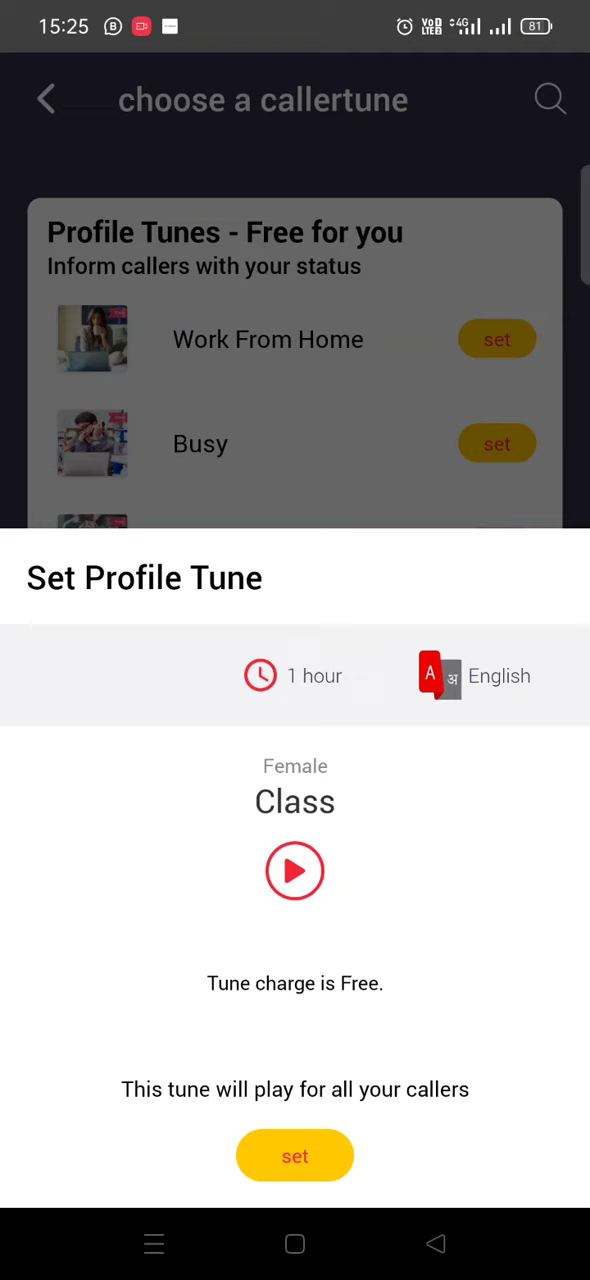 15:25
81
choose a callertune
Profile Tunes - Free for you
Inform callers with your status
Work From Home
set
Busy
set
Set Profile Tune
1 hour
A अ English
Female
Class
Tune charge is Free.
This tune will play for all your callers
set